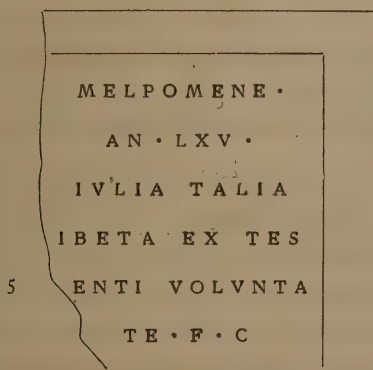 MELPOMENE ·
AN · LXV ·
IVLIA TALIA
IBETA EX TES
5 ENTI VOLVNTA
TE · F · C